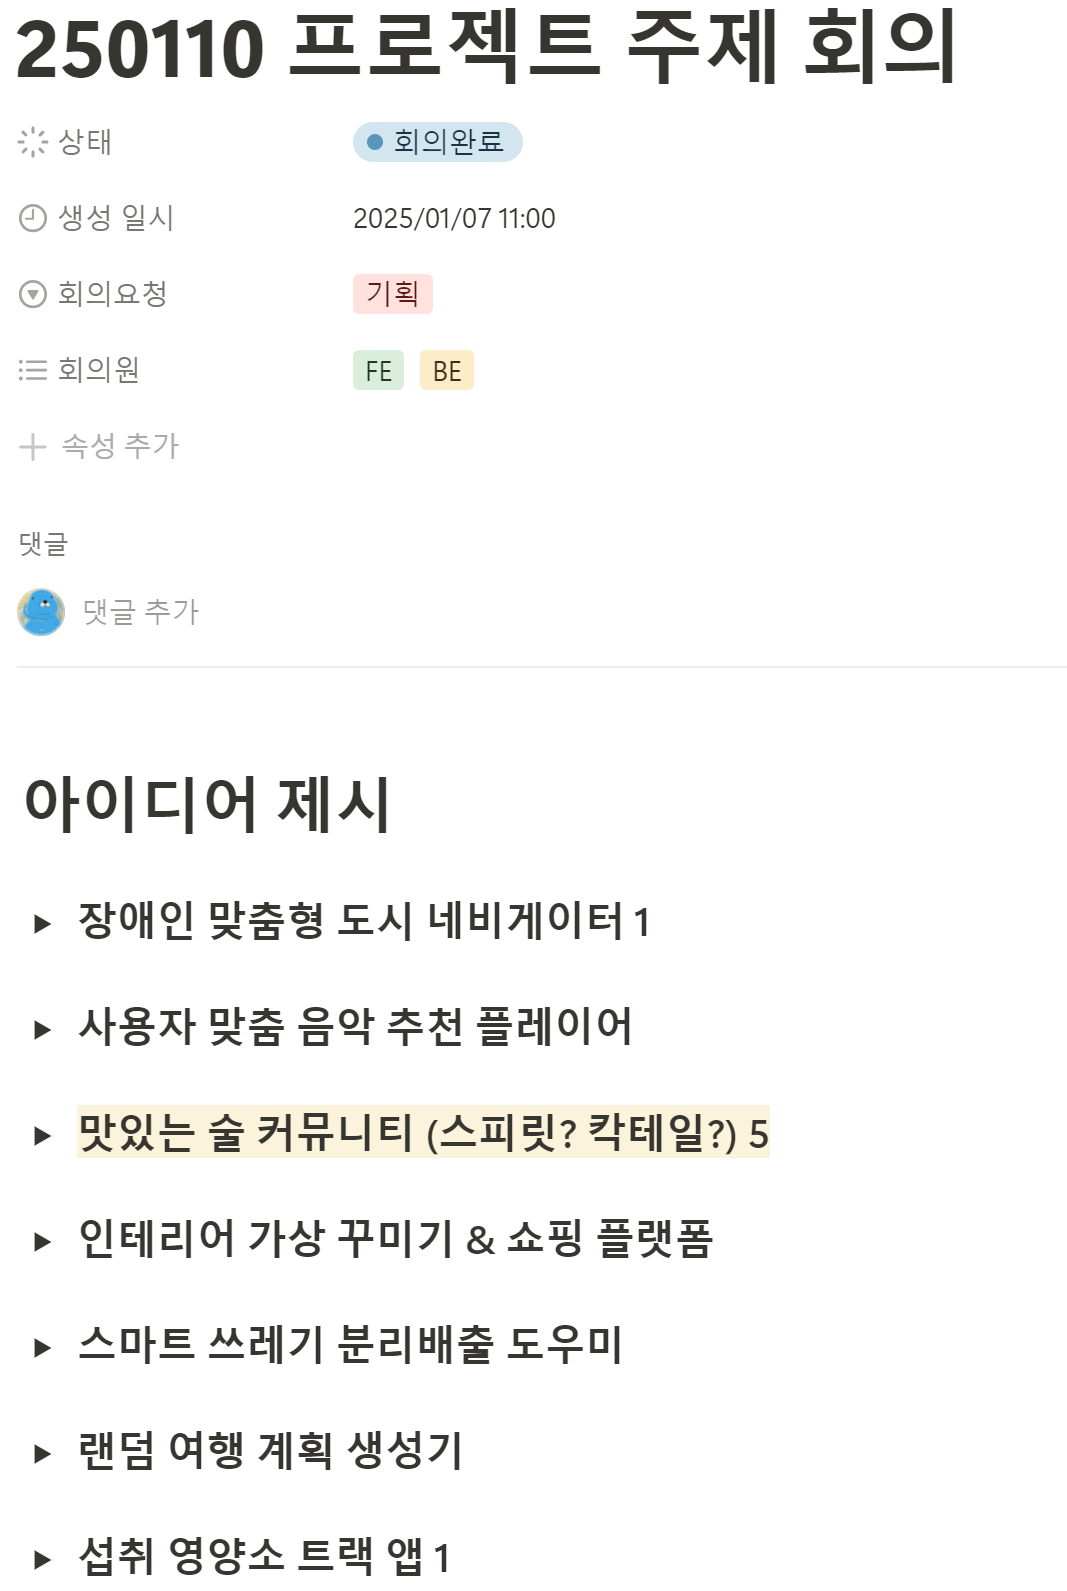 250110 프로젝트 주제 회의
상태 회의완료
생성 일시 2025/01/07 11:00
회의요청 기획
회의원 FE BE
속성 추가
댓글
댓글 추가
아이디어 제시
장애인 맞춤형 도시 네비게이터 1
사용자 맞춤 음악 추천 플레이어
맛있는 술 커뮤니티 (스피릿? 칵테일?) 5
인테리어 가상 꾸미기 & 쇼핑 플랫폼
스마트 쓰레기 분리배출 도우미
랜덤 여행 계획 생성기
섭취 영양소 트랙 앱 1